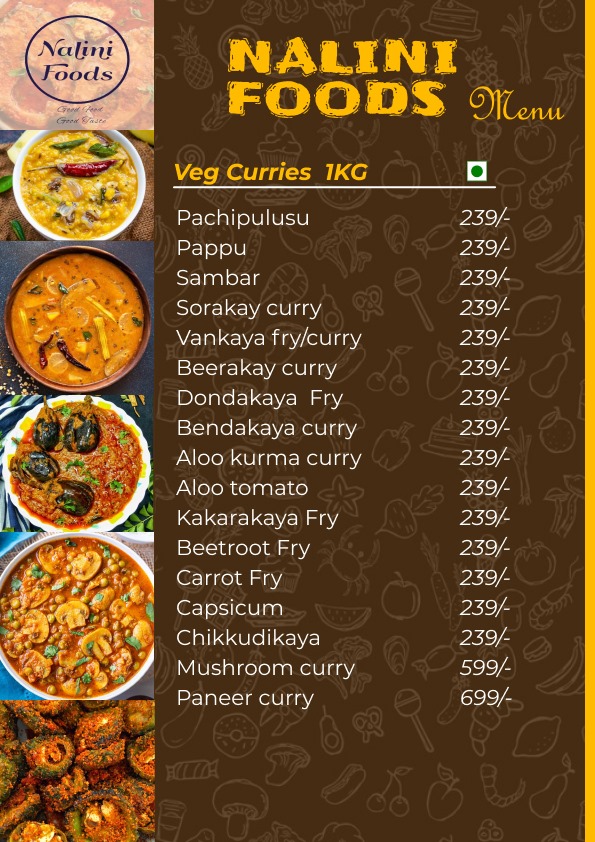 Nalini
Foods
Good Food
Good Taste
NALINI
FOODS Menu
Veg Curries 1KG
Pachipulusu 239/-
Pappu 239/-
Sambar 239/-
Sorakay curry 239/-
Vankaya fry/curry 239/-
Beerakay curry 239/-
Dondakaya Fry 239/-
Bendakaya curry 239/-
Aloo kurma curry 239/-
Aloo tomato 239/-
Kakarakaya Fry 239/-
Beetroot Fry 239/-
Carrot Fry 239/-
Capsicum 239/-
Chikkudikaya 239/-
Mushroom curry 599/-
Paneer curry 699/-